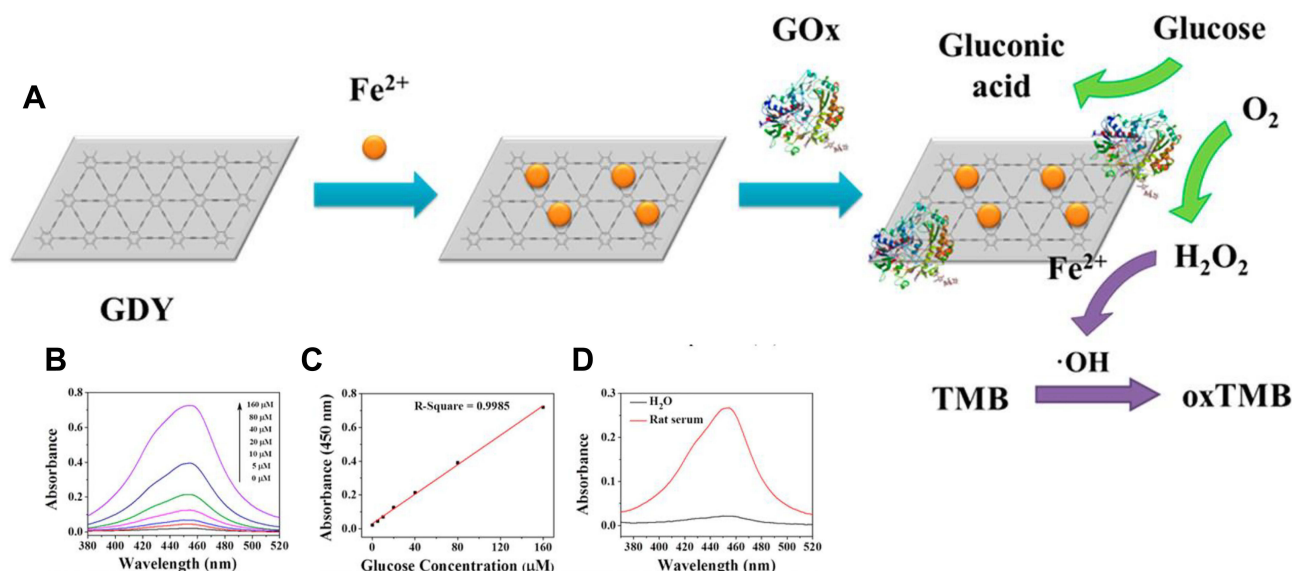 A
GDY
Fe²⁺
GOx
Gluconic
acid
Glucose
O₂
Fe²⁺
H₂O₂
·OH
TMB
oxTMB
B
Absorbance
0.8
0.6
0.4
0.2
0.0
160 μM
80 μM
40 μM
20 μM
10 μM
5 μM
0 μM
380 400 420 440 460 480 500 520
Wavelength (nm)
C
Absorbance (450 nm)
0.8
0.6
0.4
0.2
0.0
R-Square = 0.9985
0 40 80 120 160
Glucose Concentration (μM)
D
Absorbance
0.3
0.2
0.1
0.0
H₂O
Rat serum
380 400 420 440 460 480 500 520
Wavelength (nm)